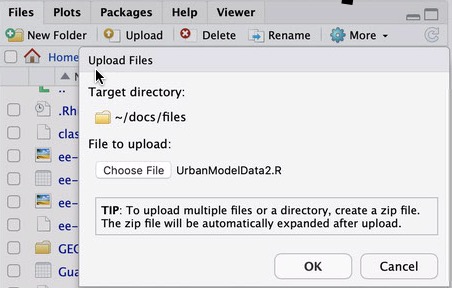 Files Plots Packages Help Viewer
New Folder Upload Delete Rename More
Home
Upload Files
Target directory:
~/docs/files
File to upload:
Choose File UrbanModelData2.R
TIP: To upload multiple files or a directory, create a zip file.
The zip file will be automatically expanded after upload.
OK Cancel
..
.Rh
clas
ee-
ee-
ee-
ee-
GEC
Gua